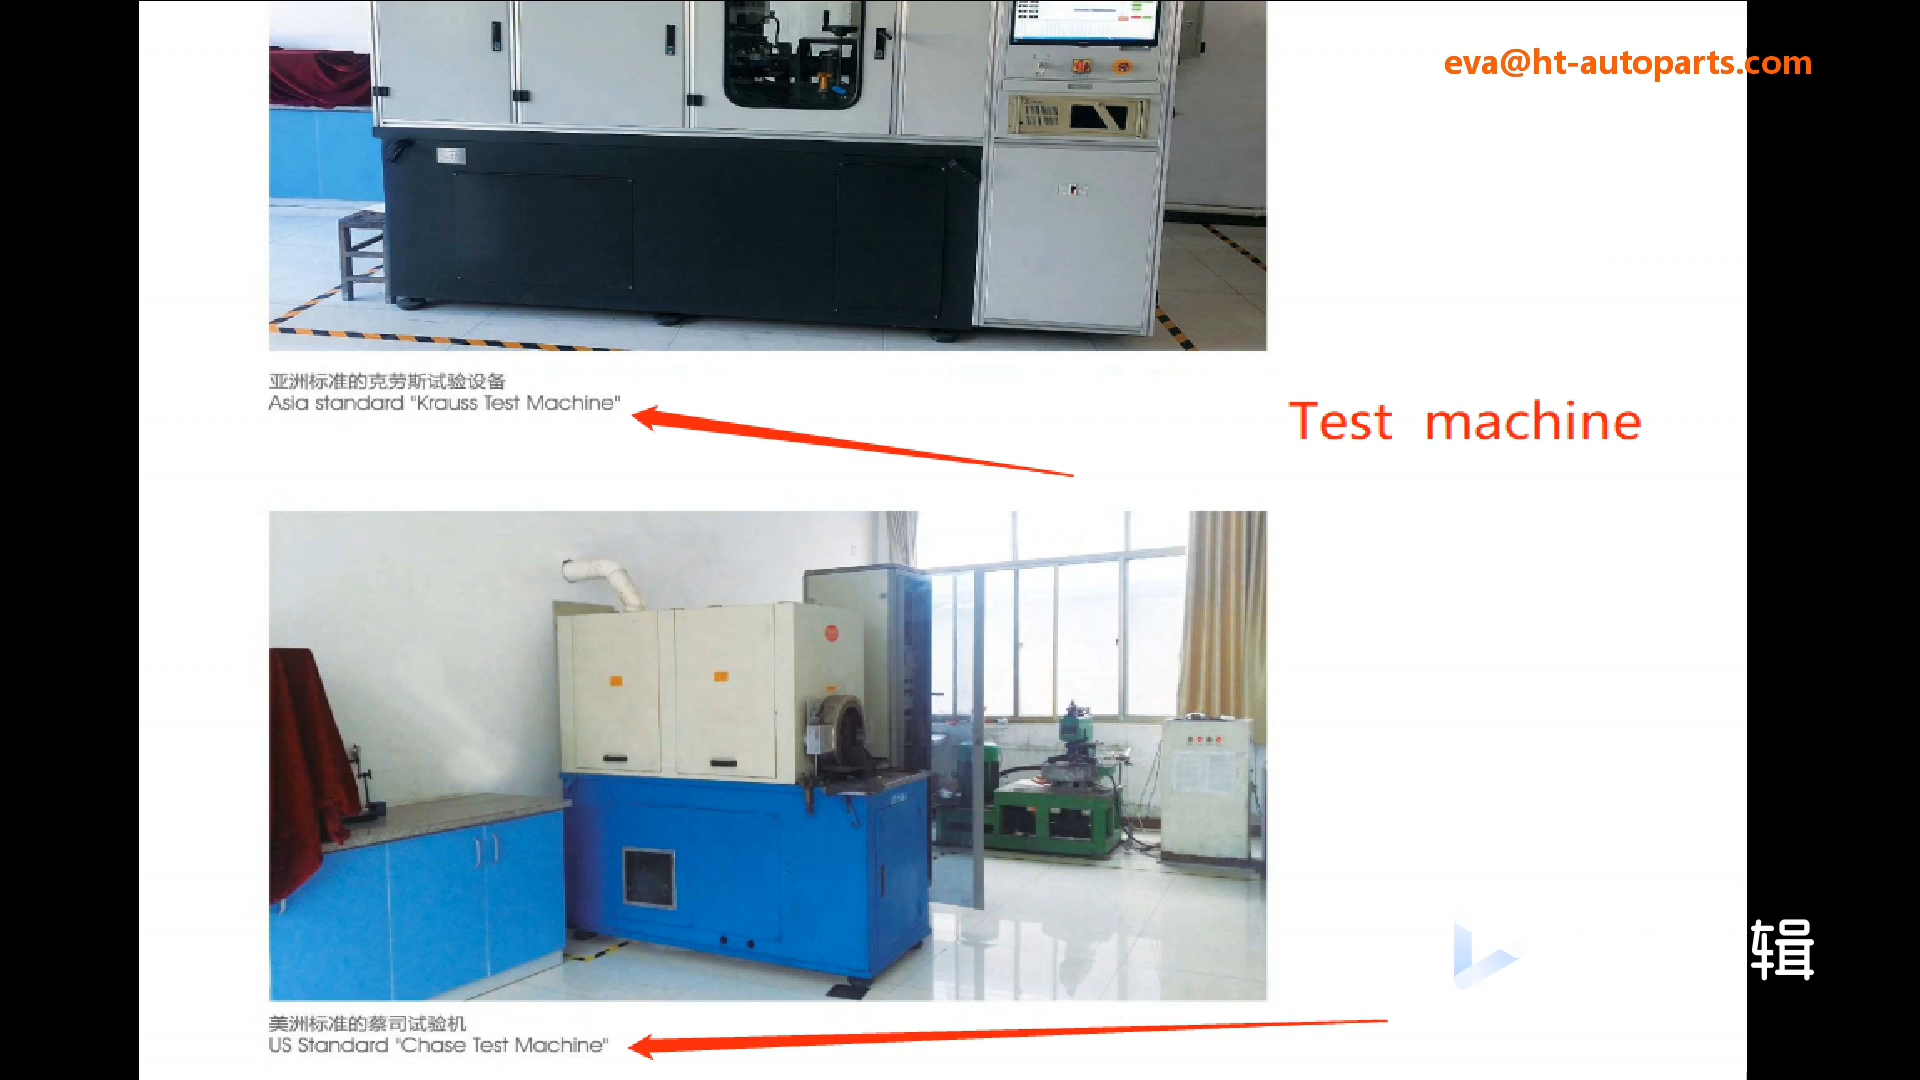 eva@ht-autoparts.com
亚洲标准的克劳斯试验设备
Asia standard "Krauss Test Machine"
Test machine
美洲标准的蔡司试验机
US Standard "Chase Test Machine"
辑